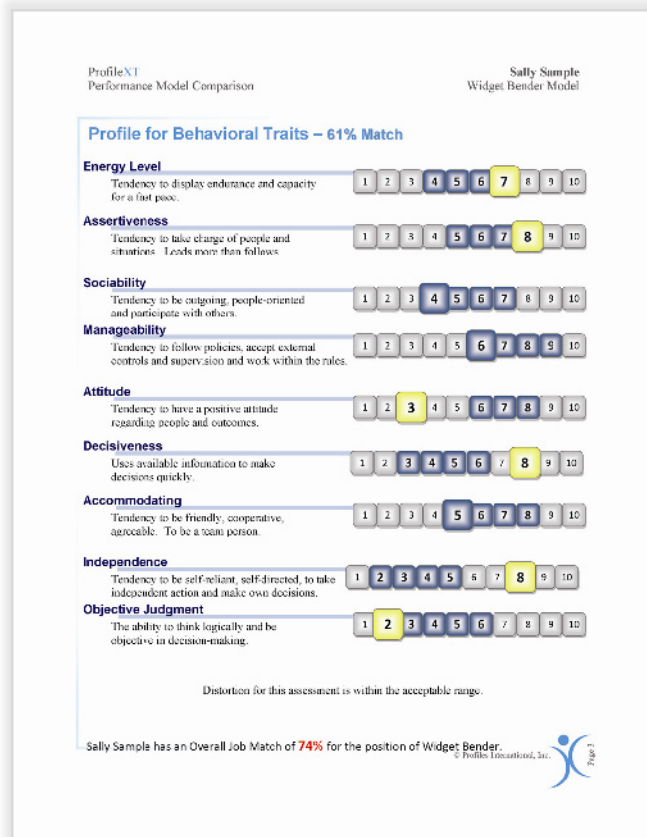 ProfileXT
Performance Model Comparison
Sally Sample
Widget Bender Model
Profile for Behavioral Traits – 61% Match
Energy Level
Tendency to display endurance and capacity
for a fast pace.
1 2 3 4 5 6 7 8 9 10
Assertiveness
Tendency to take charge of people and
situations. Leads more than follows
1 2 3 4 5 6 7 8 9 10
Sociability
Tendency to be outgoing, people-oriented
and participate with others.
1 2 3 4 5 6 7 8 9 10
Manageability
Tendency to follow policies, accept external
controls and supervision and work within the rules.
1 2 3 4 5 6 7 8 9 10
Attitude
Tendency to have a positive attitude
regarding people and outcomes.
1 2 3 4 5 6 7 8 9 10
Decisiveness
Uses available information to make
decisions quickly.
1 2 3 4 5 6 7 8 9 10
Accommodating
Tendency to be friendly, cooperative,
agreeable. To be a team person.
1 2 3 4 5 6 7 8 9 10
Independence
Tendency to be self-reliant, self-directed, to take
independent action and make own decisions.
1 2 3 4 5 6 7 8 9 10
Objective Judgment
The ability to think logically and be
objective in decision-making.
1 2 3 4 5 6 7 8 9 10
Distortion for this assessment is within the acceptable range.
Sally Sample has an Overall Job Match of 74% for the position of Widget Bender.
© Profiles International, Inc.
Page 3